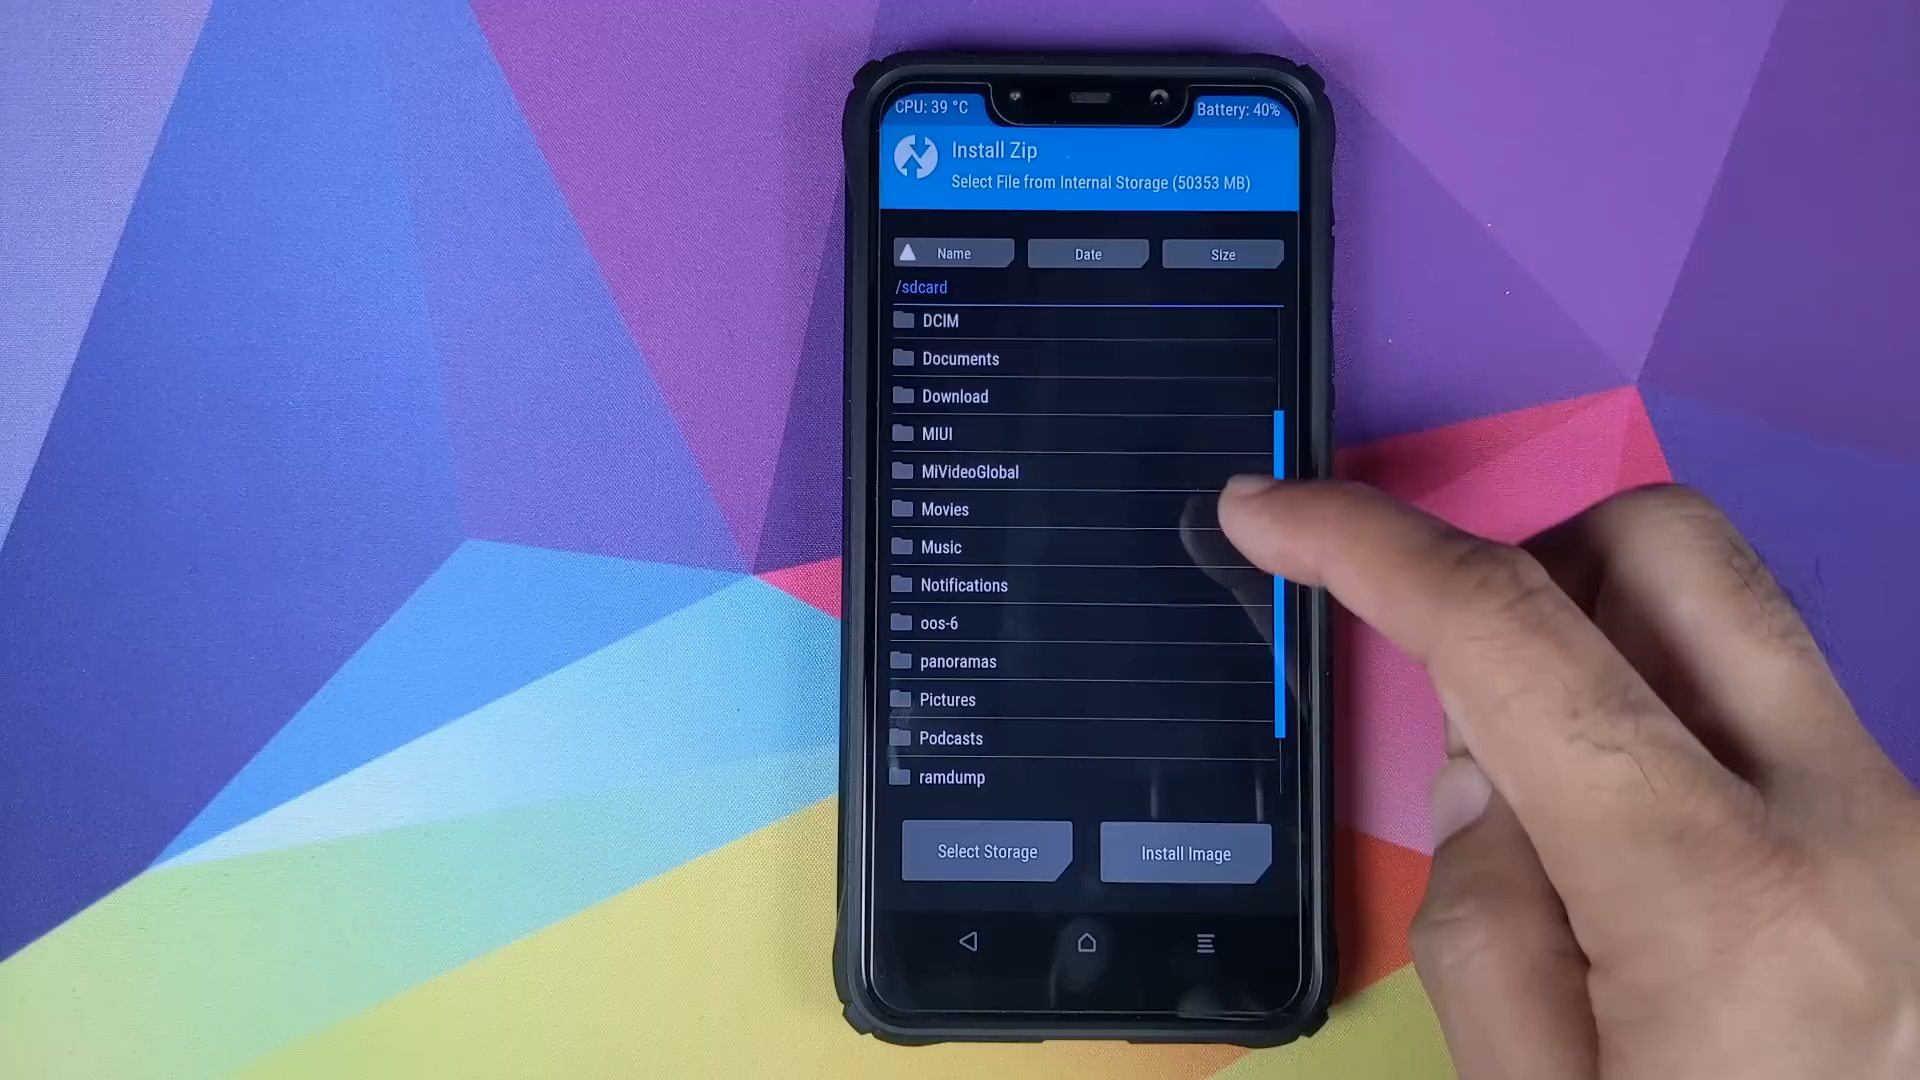 CPU: 39 °C
Battery: 40%
Install Zip
Select File from Internal Storage (50353 MB)
Name
Date
Size
/sdcard
DCIM
Documents
Download
MIUI
MiVideoGlobal
Movies
Music
Notifications
oos-6
panoramas
Pictures
Podcasts
ramdump
Select Storage
Install Image